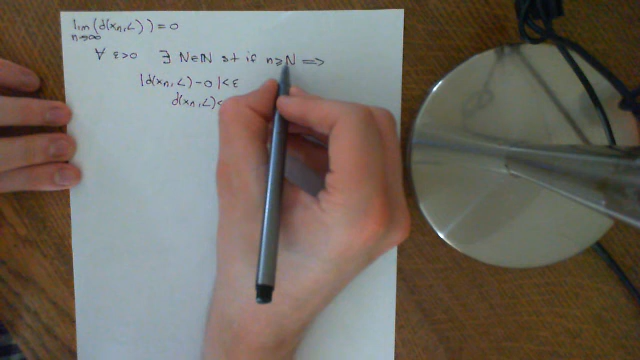 lim (d(xn, L)) = 0
n→∞
∀ ε>0 ∃ N∈ℕ st if n≥N =>
|d(xn, L) - 0| < ε
d(xn, L) <